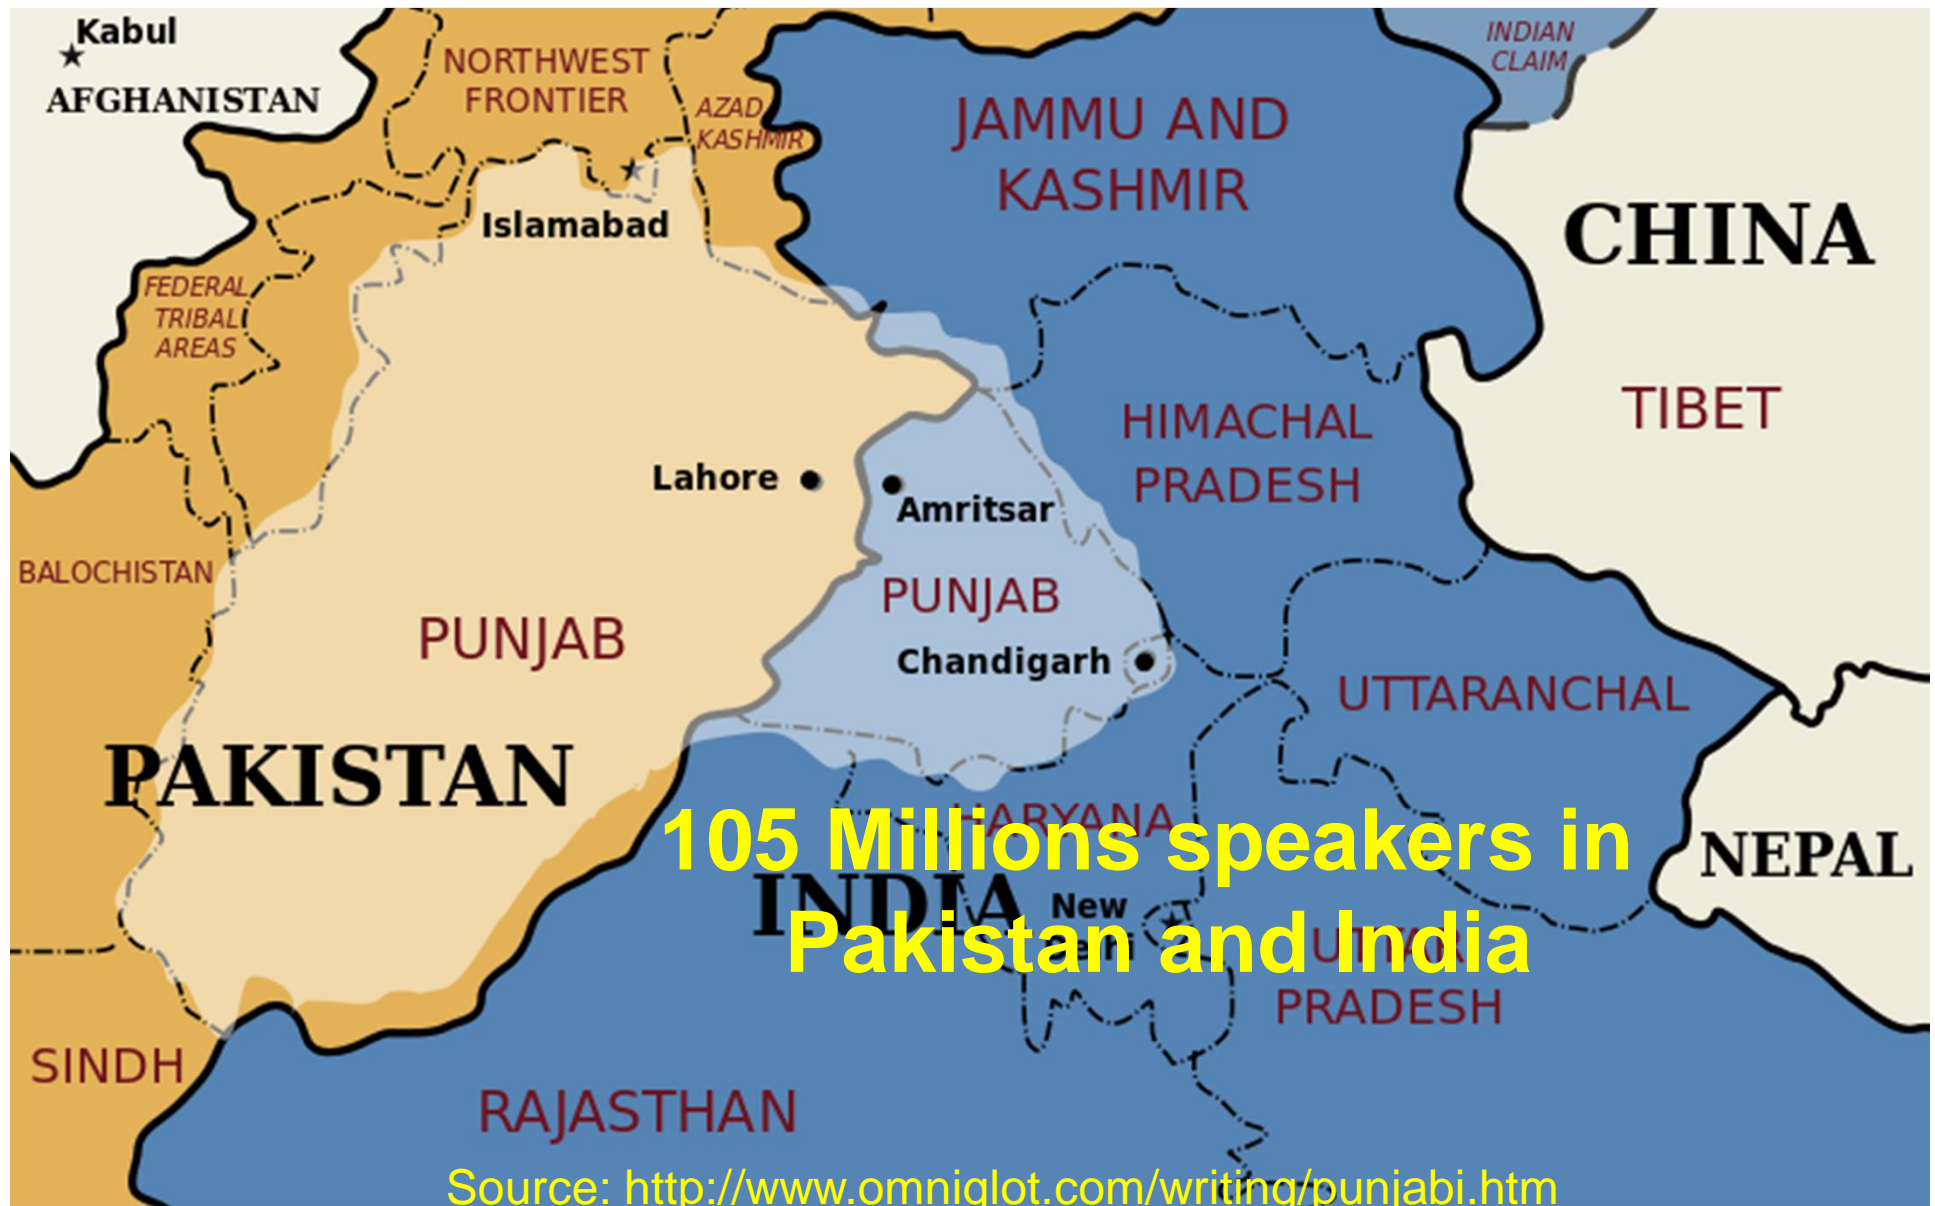 Kabul
AFGHANISTAN
NORTHWEST
FRONTIER
AZAD
KASHMIR
INDIAN
CLAIM
JAMMU AND
KASHMIR
CHINA
Islamabad
FEDERAL
TRIBAL
AREAS
TIBET
HIMACHAL
PRADESH
Lahore
Amritsar
BALOCHISTAN
PUNJAB
PUNJAB
Chandigarh
UTTARANCHAL
PAKISTAN
HARYANA
105 Millions speakers in
Pakistan and India
NEPAL
INDIA
New
Delhi
UTTAR
PRADESH
SINDH
RAJASTHAN
Source: http://www.omniglot.com/writing/punjabi.htm